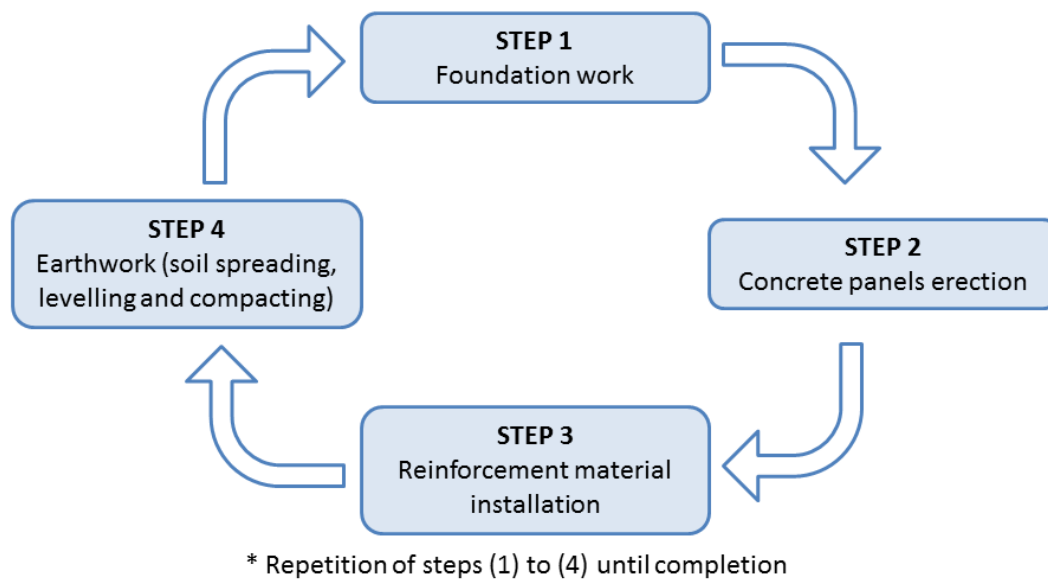 STEP 1
Foundation work
STEP 2
Concrete panels erection
STEP 3
Reinforcement material
installation
STEP 4
Earthwork (soil spreading,
levelling and compacting)
* Repetition of steps (1) to (4) until completion